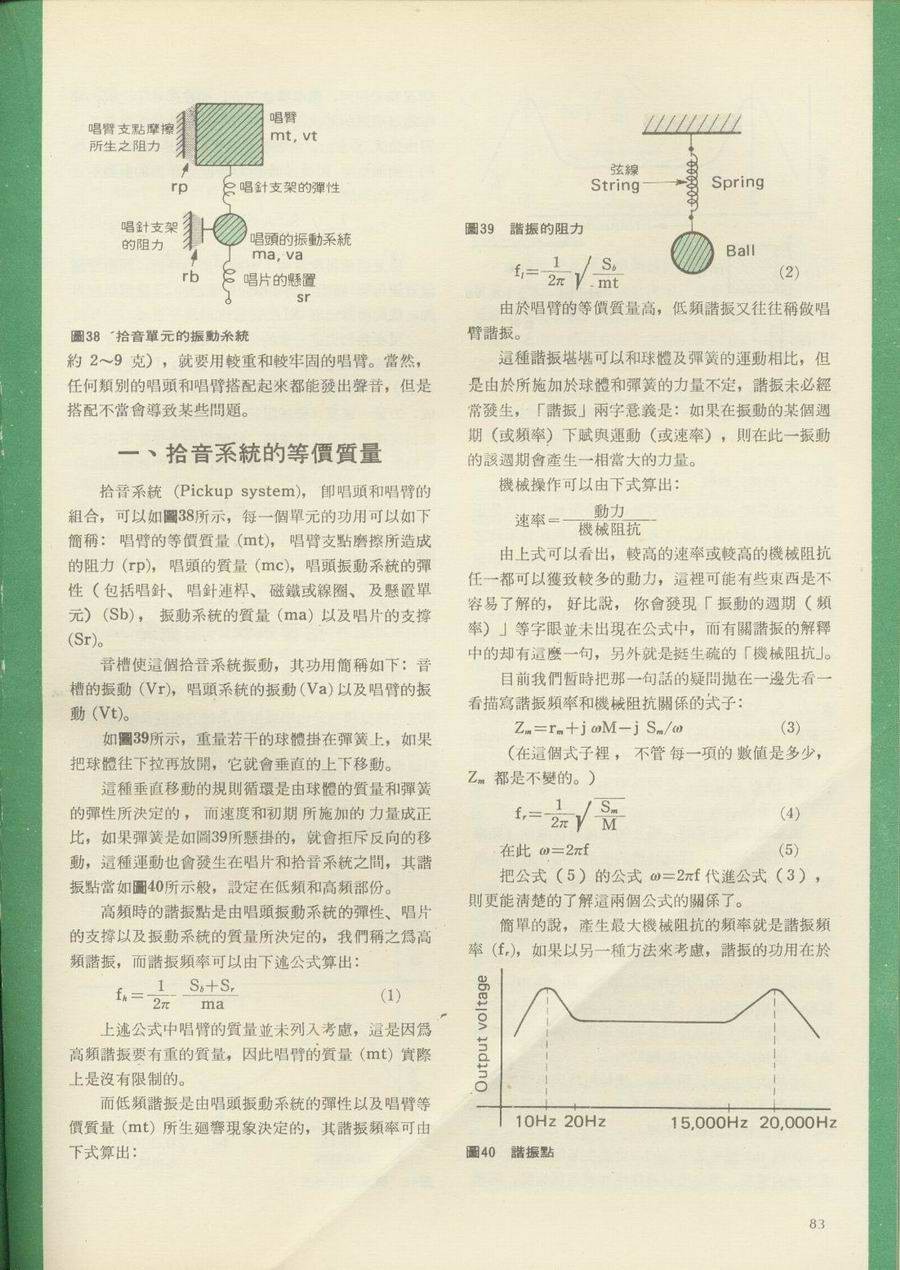 唱臂支點摩擦
所生之阻力
唱臂
mt, vt
rp
唱針支架的彈性
唱針支架
的阻力
唱頭的振動系統
ma, va
rb
唱片的懸置
sr
圖38 拾音單元的振動系統
約 2～9 克），就要用較重和較牢固的唱臂。當然，
任何類別的唱頭和唱臂搭配起來都能發出聲音，但是
搭配不當會導致某些問題。
一、拾音系統的等價質量
拾音系統 (Pickup system)， 卽唱頭和唱臂的
組合，可以如圖38所示，每一個單元的功用可以如下
簡稱： 唱臂的等價質量 (mt)， 唱臂支點磨擦所造成
的阻力 (rp)， 唱頭的質量 (mc)，唱頭振動系統的彈
性（包括唱針、 唱針連桿、 磁鐵或線圈、 及懸置單
元）(Sb)， 振動系統的質量 (ma) 以及唱片的支撐
(Sr)。
音槽使這個拾音系統振動，其功用簡稱如下：音
槽的振動 (Vr)，唱頭系統的振動 (Va) 以及唱臂的振
動 (Vt)。
如圖39所示，重量若干的球體掛在彈簧上，如果
把球體往下拉再放開，它就會垂直的上下移動。
這種垂直移動的規則循環是由球體的質量和彈簧
的彈性所決定的， 而速度和初期所施加的力量成正
比，如果彈簧是如圖39所懸掛的，就會拒斥反向的移
動，這種運動也會發生在唱片和拾音系統之間，其諧
振點當如圖40所示般，設定在低頻和高頻部份。
高頻時的諧振點是由唱頭振動系統的彈性、唱片
的支撐以及振動系統的質量所決定的，我們稱之爲高
頻諧振，而諧振頻率可以由下述公式算出：
fh = 1/2π (Sb+Sr)/ma (1)
上述公式中唱臂的質量並未列入考慮，這是因爲
高頻諧振要有重的質量，因此唱臂的質量 (mt) 實際
上是沒有限制的。
而低頻諧振是由唱頭振動系統的彈性以及唱臂等
價質量 (mt) 所生廻響現象決定的，其諧振頻率可由
下式算出：
弦線
String
Spring
Ball
圖39 諧振的阻力
fl = 1/2π √ Sb/mt (2)
由於唱臂的等價質量高，低頻諧振又往往稱做唱
臂諧振。
這種諧振堪堪可以和球體及彈簧的運動相比，但
是由於所施加於球體和彈簧的力量不定，諧振未必經
常發生，「諧振」兩字意義是：如果在振動的某個週
期（或頻率）下賦與運動（或速率），則在此一振動
的該週期會產生一相當大的力量。
機械操作可以由下式算出：
速率 = 動力/機械阻抗
由上式可以看出，較高的速率或較高的機械阻抗
任一都可以獲致較多的動力，這裡可能有些東西是不
容易了解的， 好比說， 你會發現「振動的週期（頻
率）」等字眼並未出現在公式中，而有關諧振的解釋
中的却有這麼一句，另外就是挺生疏的「機械阻抗」。
目前我們暫時把那一句話的疑問拋在一邊先看一
看描寫諧振頻率和機械阻抗關係的式子：
Zm = rm + j ωM − j Sm/ω (3)
（在這個式子裡， 不管每一項的數值是多少，
Zm 都是不變的。）
fr = 1/2π √ Sm/M (4)
在此 ω=2πf (5)
把公式（5）的公式 ω=2πf 代進公式（3），
則更能清楚的了解這兩個公式的關係了。
簡單的說，產生最大機械阻抗的頻率就是諧振頻
率 (fr)，如果以另一種方法來考慮，諧振的功用在於
Output voltage
10Hz 20Hz 15,000Hz 20,000Hz
圖40 諧振點
83